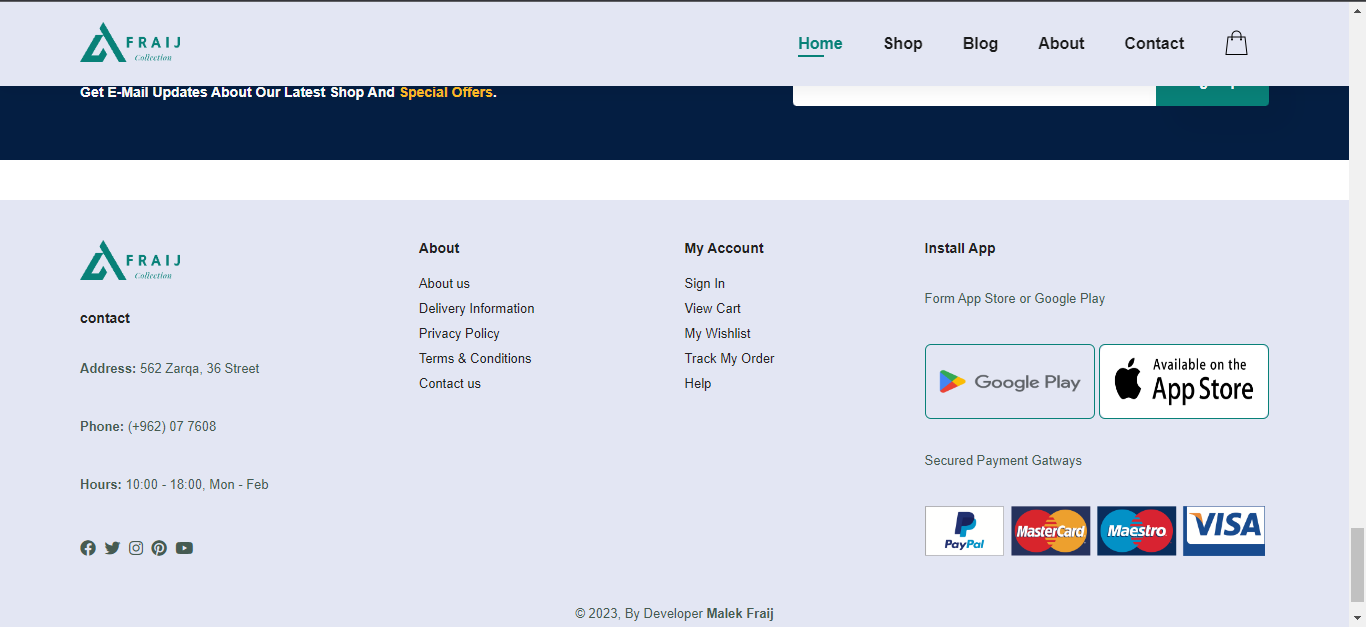 FRAIJ
Collection
Home Shop Blog About Contact
Get E-Mail Updates About Our Latest Shop And Special Offers.
FRAIJ
Collection
contact
Address: 562 Zarqa, 36 Street
Phone: (+962) 07 7608
Hours: 10:00 - 18:00, Mon - Feb
About
About us
Delivery Information
Privacy Policy
Terms & Conditions
Contact us
My Account
Sign In
View Cart
My Wishlist
Track My Order
Help
Install App
Form App Store or Google Play
Google Play
Available on the
App Store
Secured Payment Gatways
PayPal MasterCard Maestro VISA
© 2023, By Developer Malek Fraij